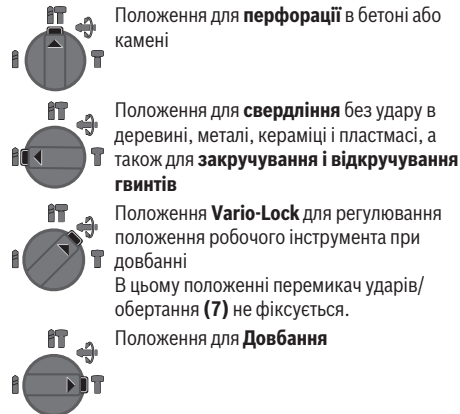 Положення для перфорації в бетоні або
камені
Положення для свердління без удару в
деревині, металі, кераміці і пластмасі, а
також для закручування і відкручування
гвинтів
Положення Vario-Lock для регулювання
положення робочого інструмента при
довбанні
В цьому положенні перемикач ударів/
обертання (7) не фіксується.
Положення для Довбання